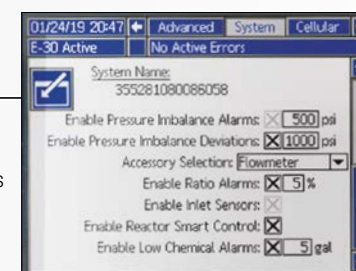 01/24/19 20:47 Advanced System Cellular
E-30 Active No Active Errors
System Name:
355281080086058
Enable Pressure Imbalance Alarms: 500 psi
Enable Pressure Imbalance Deviations: 1000 psi
Accessory Selection: Flowmeter
Enable Ratio Alarms: 5 %
Enable Inlet Sensors:
Enable Reactor Smart Control:
Enable Low Chemical Alarms: 5 gal
s